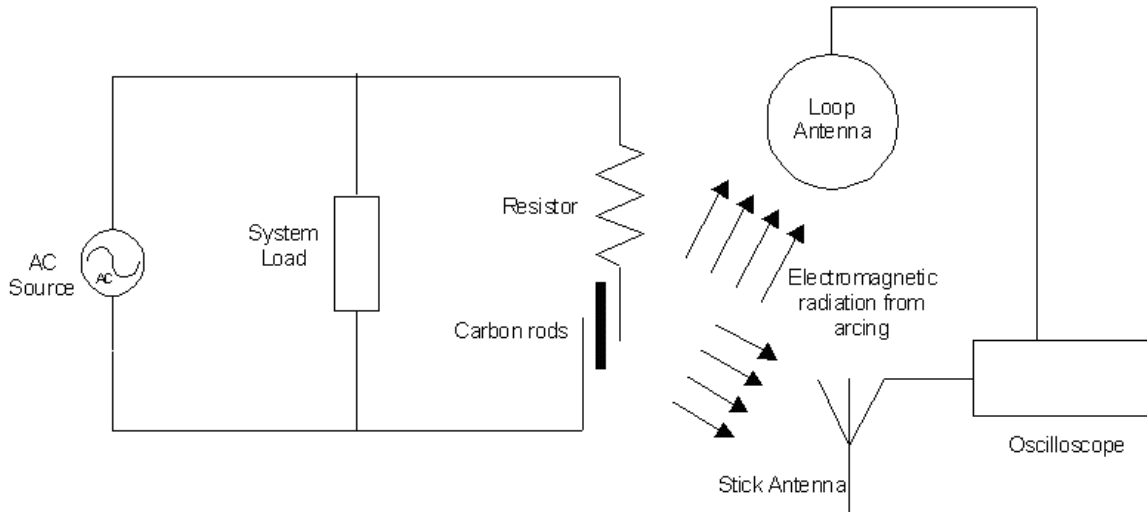 Loop
Antenna
Resistor
System
Load
AC
Source
AC
Electromagnetic
radiation from
arcing
Carbon rods
Oscilloscope
Stick Antenna